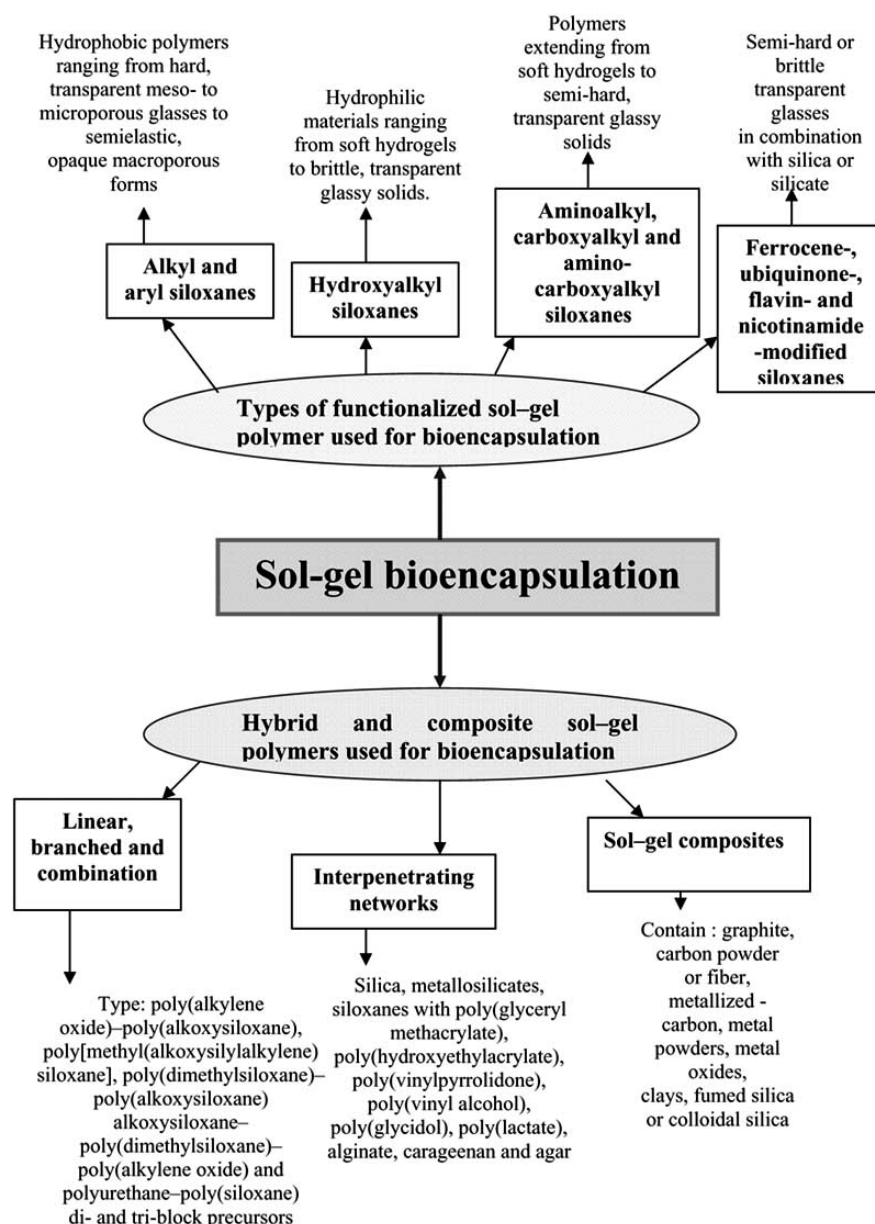 Hydrophobic polymers
ranging from hard,
transparent meso- to
microporous glasses to
semielastic,
opaque macroporous
forms
Hydrophilic
materials ranging
from soft hydrogels
to brittle, transparent
glassy solids.
Polymers
extending from
soft hydrogels to
semi-hard,
transparent glassy
solids
Semi-hard or
brittle
transparent
glasses
in combination
with silica or
silicate
Alkyl and
aryl siloxanes
Hydroxyalkyl
siloxanes
Aminoalkyl,
carboxyalkyl and
amino-
carboxyalkyl
siloxanes
Ferrocene-,
ubiquinone-,
flavin- and
nicotinamide
-modified
siloxanes
Types of functionalized sol–gel
polymer used for bioencapsulation
Sol-gel bioencapsulation
Hybrid and composite sol–gel
polymers used for bioencapsulation
Linear,
branched and
combination
Interpenetrating
networks
Sol–gel composites
Type: poly(alkylene
oxide)–poly(alkoxysiloxane),
poly[methyl(alkoxysilylalkylene)
siloxane], poly(dimethylsiloxane)–
poly(alkoxysiloxane)
alkoxysiloxane–
poly(dimethylsiloxane)–
poly(alkylene oxide) and
polyurethane–poly(siloxane)
di- and tri-block precursors
Silica, metallosilicates,
siloxanes with poly(glyceryl
methacrylate),
poly(hydroxyethylacrylate),
poly(vinylpyrrolidone),
poly(vinyl alcohol),
poly(glycidol), poly(lactate),
alginate, carageenan and agar
Contain : graphite,
carbon powder
or fiber,
metallized -
carbon, metal
powders, metal
oxides,
clays, fumed silica
or colloidal silica